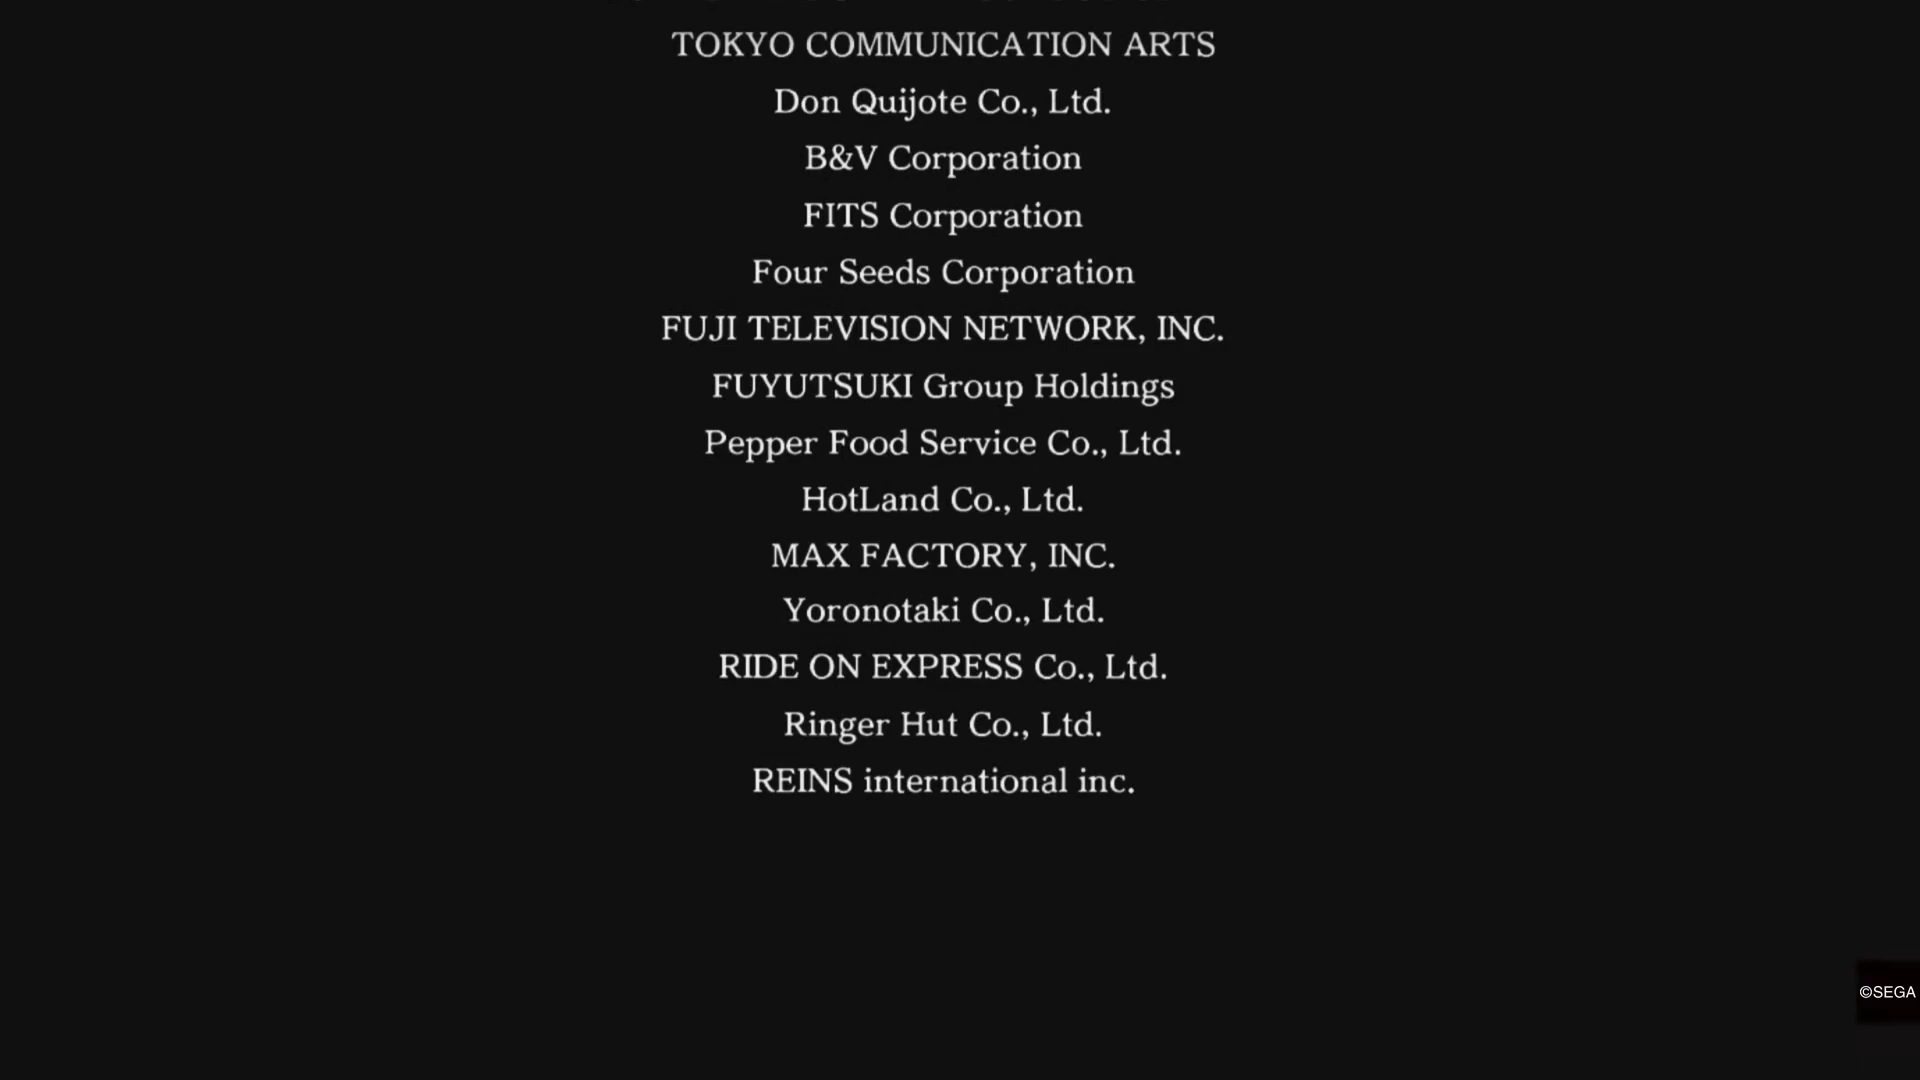 TOKYO COMMUNICATION ARTS
Don Quijote Co., Ltd.
B&V Corporation
FITS Corporation
Four Seeds Corporation
FUJI TELEVISION NETWORK, INC.
FUYUTSUKI Group Holdings
Pepper Food Service Co., Ltd.
HotLand Co., Ltd.
MAX FACTORY, INC.
Yoronotaki Co., Ltd.
RIDE ON EXPRESS Co., Ltd.
Ringer Hut Co., Ltd.
REINS international inc.
©SEGA